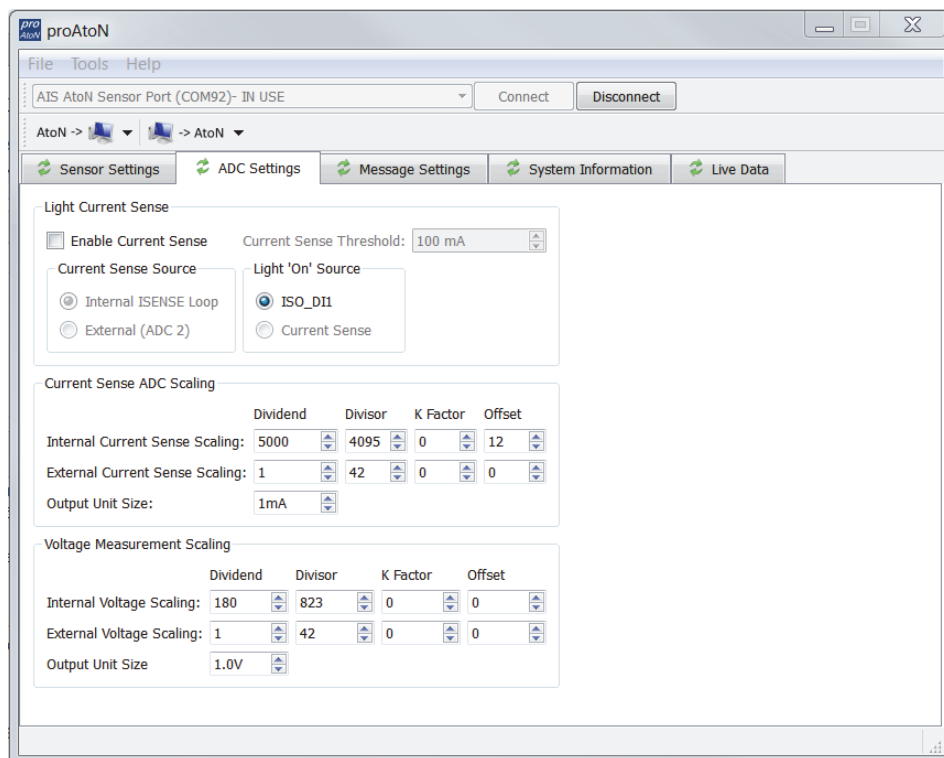 pro
AtoN
proAtoN
File Tools Help
AIS AtoN Sensor Port (COM92)- IN USE Connect Disconnect
AtoN -> -> AtoN
Sensor Settings ADC Settings Message Settings System Information Live Data
Light Current Sense
Enable Current Sense Current Sense Threshold: 100 mA
Current Sense Source Light 'On' Source
Internal ISENSE Loop ISO_DI1
External (ADC 2) Current Sense
Current Sense ADC Scaling
Dividend Divisor K Factor Offset
Internal Current Sense Scaling: 5000 4095 0 12
External Current Sense Scaling: 1 42 0 0
Output Unit Size: 1mA
Voltage Measurement Scaling
Dividend Divisor K Factor Offset
Internal Voltage Scaling: 180 823 0 0
External Voltage Scaling: 1 42 0 0
Output Unit Size 1.0V